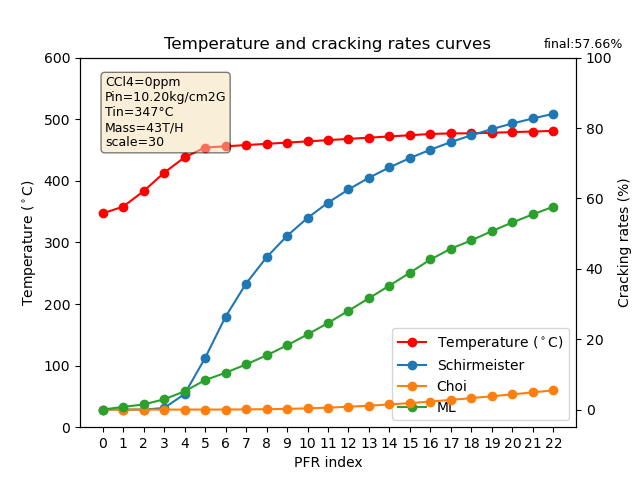 Temperature and cracking rates curves
final:57.66%
CCl4=0ppm
Pin=10.20kg/cm2G
Tin=347°C
Mass=43T/H
scale=30
600
500
400
300
200
100
0
Temperature (°C)
100
80
60
40
20
0
Cracking rates (%)
Temperature (°C)
Schirmeister
Choi
ML
0 1 2 3 4 5 6 7 8 9 10 11 12 13 14 15 16 17 18 19 20 21 22
PFR index